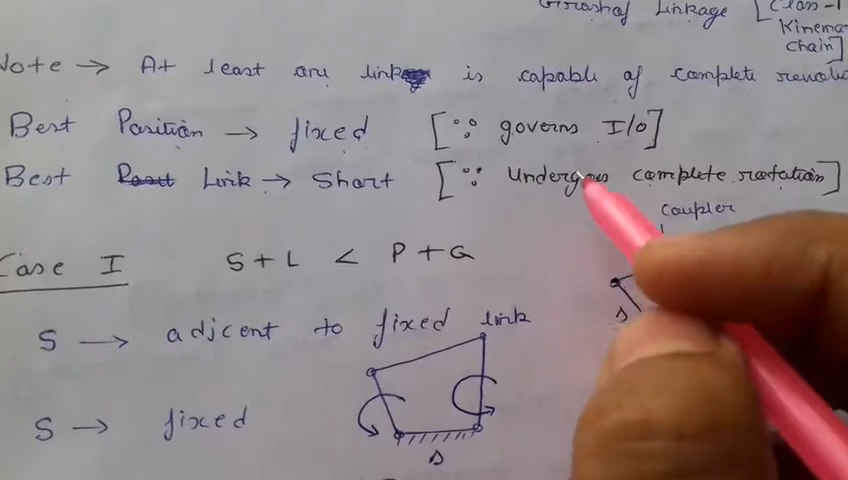 Grashof Linkage [Class-I
Kinema
chain]
Note → At least one link is capable of complete revolu
Best Position → fixed [∵ governs I/O]
Best Link → Short [∵ Undergoes complete rotation]
coupler
Case I S + L < P + Q
S → adjcent to fixed link
s
S → fixed
s